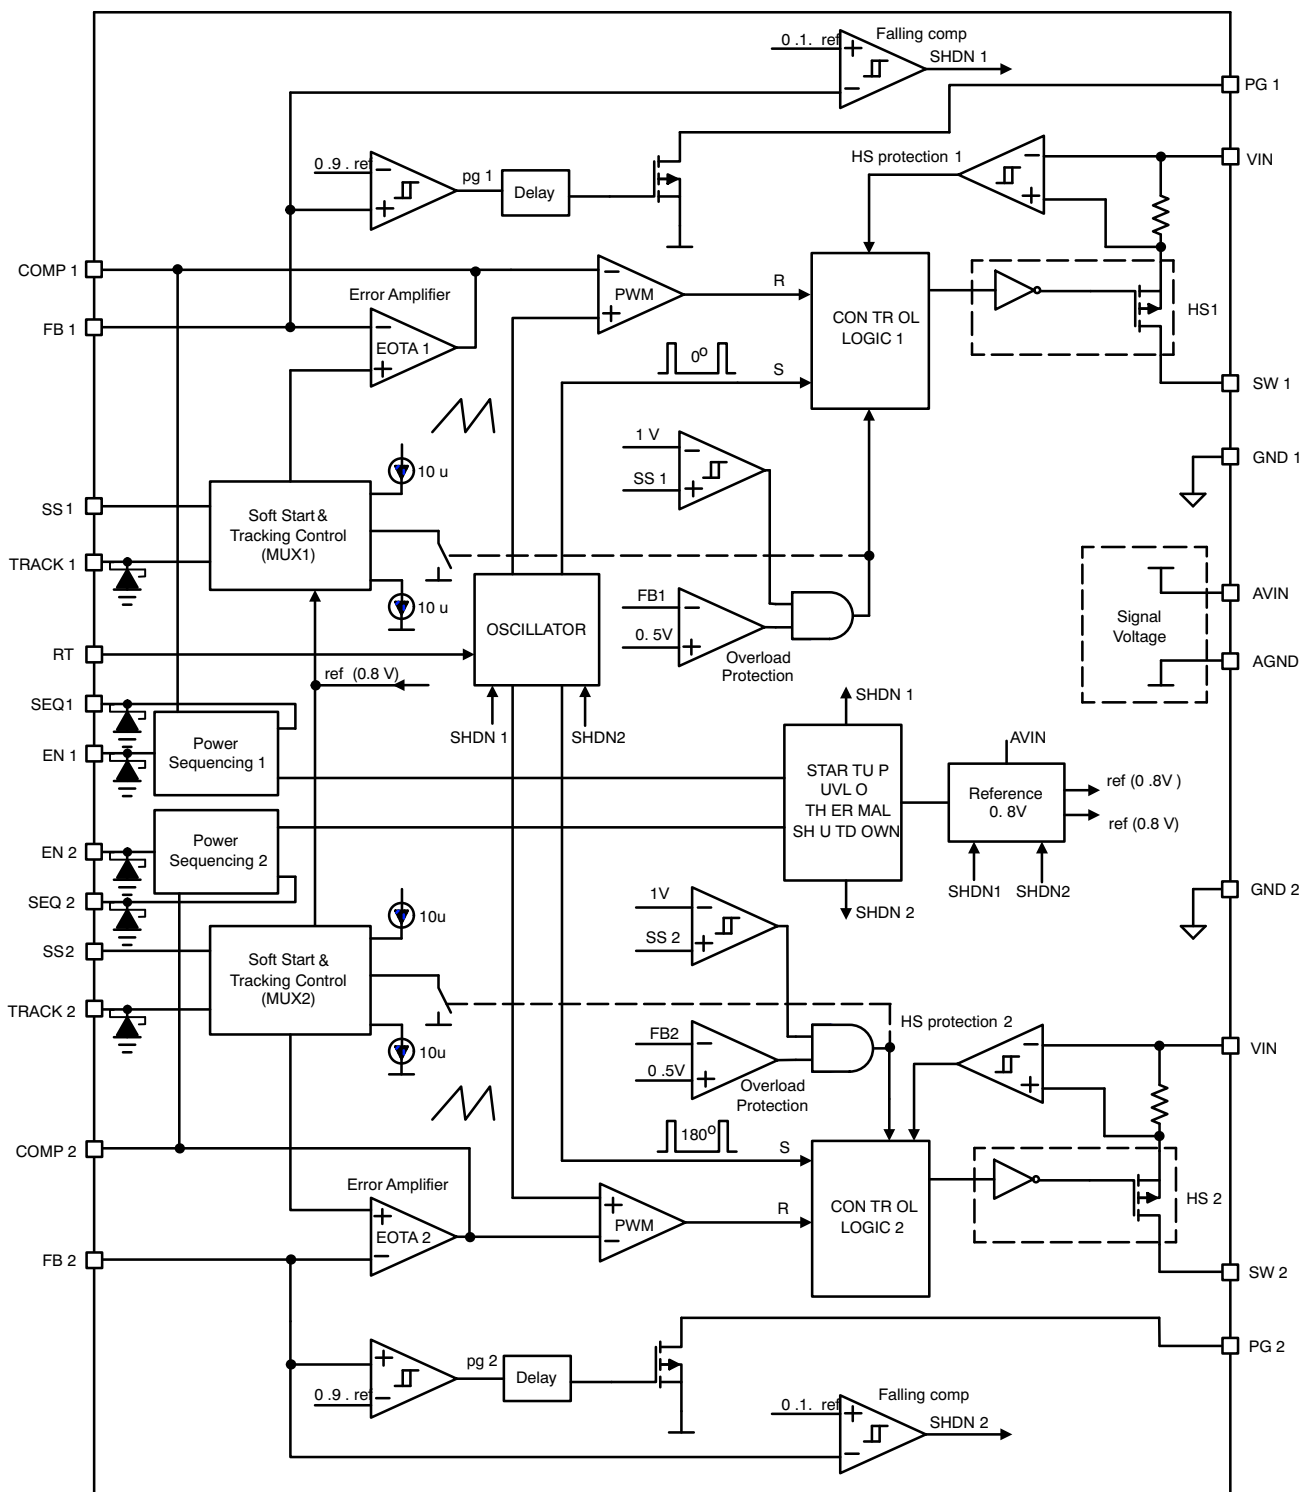 Falling comp
0 .1. ref
SHDN 1
PG 1
0 .9 . ref
pg 1
Delay
HS protection 1
VIN
COMP 1
Error Amplifier
PWM
R
CON TR OL
LOGIC 1
HS1
FB 1
EOTA 1
0º
S
SW 1
10 u
1 V
SS 1
GND 1
SS 1
Soft Start &
Tracking Control
(MUX1)
TRACK 1
10 u
OSCILLATOR
FB1
0. 5V
Overload
Protection
Signal
Voltage
AVIN
AGND
RT
ref (0.8 V)
SEQ1
SHDN 1
SHDN2
SHDN 1
EN 1
Power
Sequencing 1
STAR TU P
UVL O
TH ER MAL
SH U TD OWN
AVIN
Reference
0. 8V
ref (0 .8V )
ref (0.8 V)
EN 2
Power
Sequencing 2
SHDN1
SHDN2
SEQ 2
10u
1V
SHDN 2
GND 2
SS2
Soft Start &
Tracking Control
(MUX2)
SS 2
TRACK 2
10u
FB2
0 .5V
Overload
Protection
HS protection 2
VIN
COMP 2
180º
S
Error Amplifier
EOTA 2
PWM
R
CON TR OL
LOGIC 2
HS 2
FB 2
SW 2
pg 2
Delay
0 .9 . ref
PG 2
Falling comp
0 .1. ref
SHDN 2